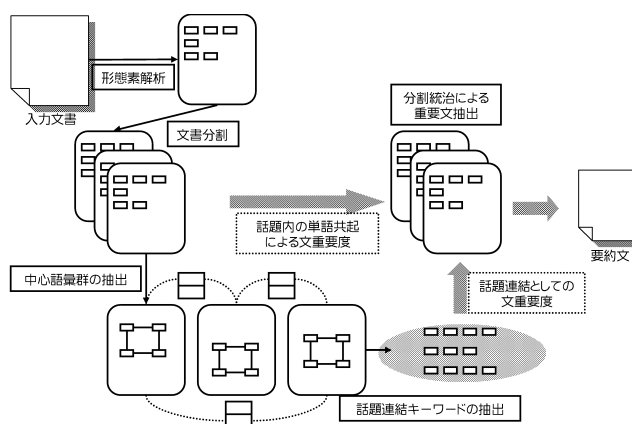 形態素解析
入力文書
分割統治による
重要文抽出
文書分割
話題内の単語共起
による文重要度
要約文
中心語彙群の抽出
話題連結としての
文重要度
話題連結キーワードの抽出